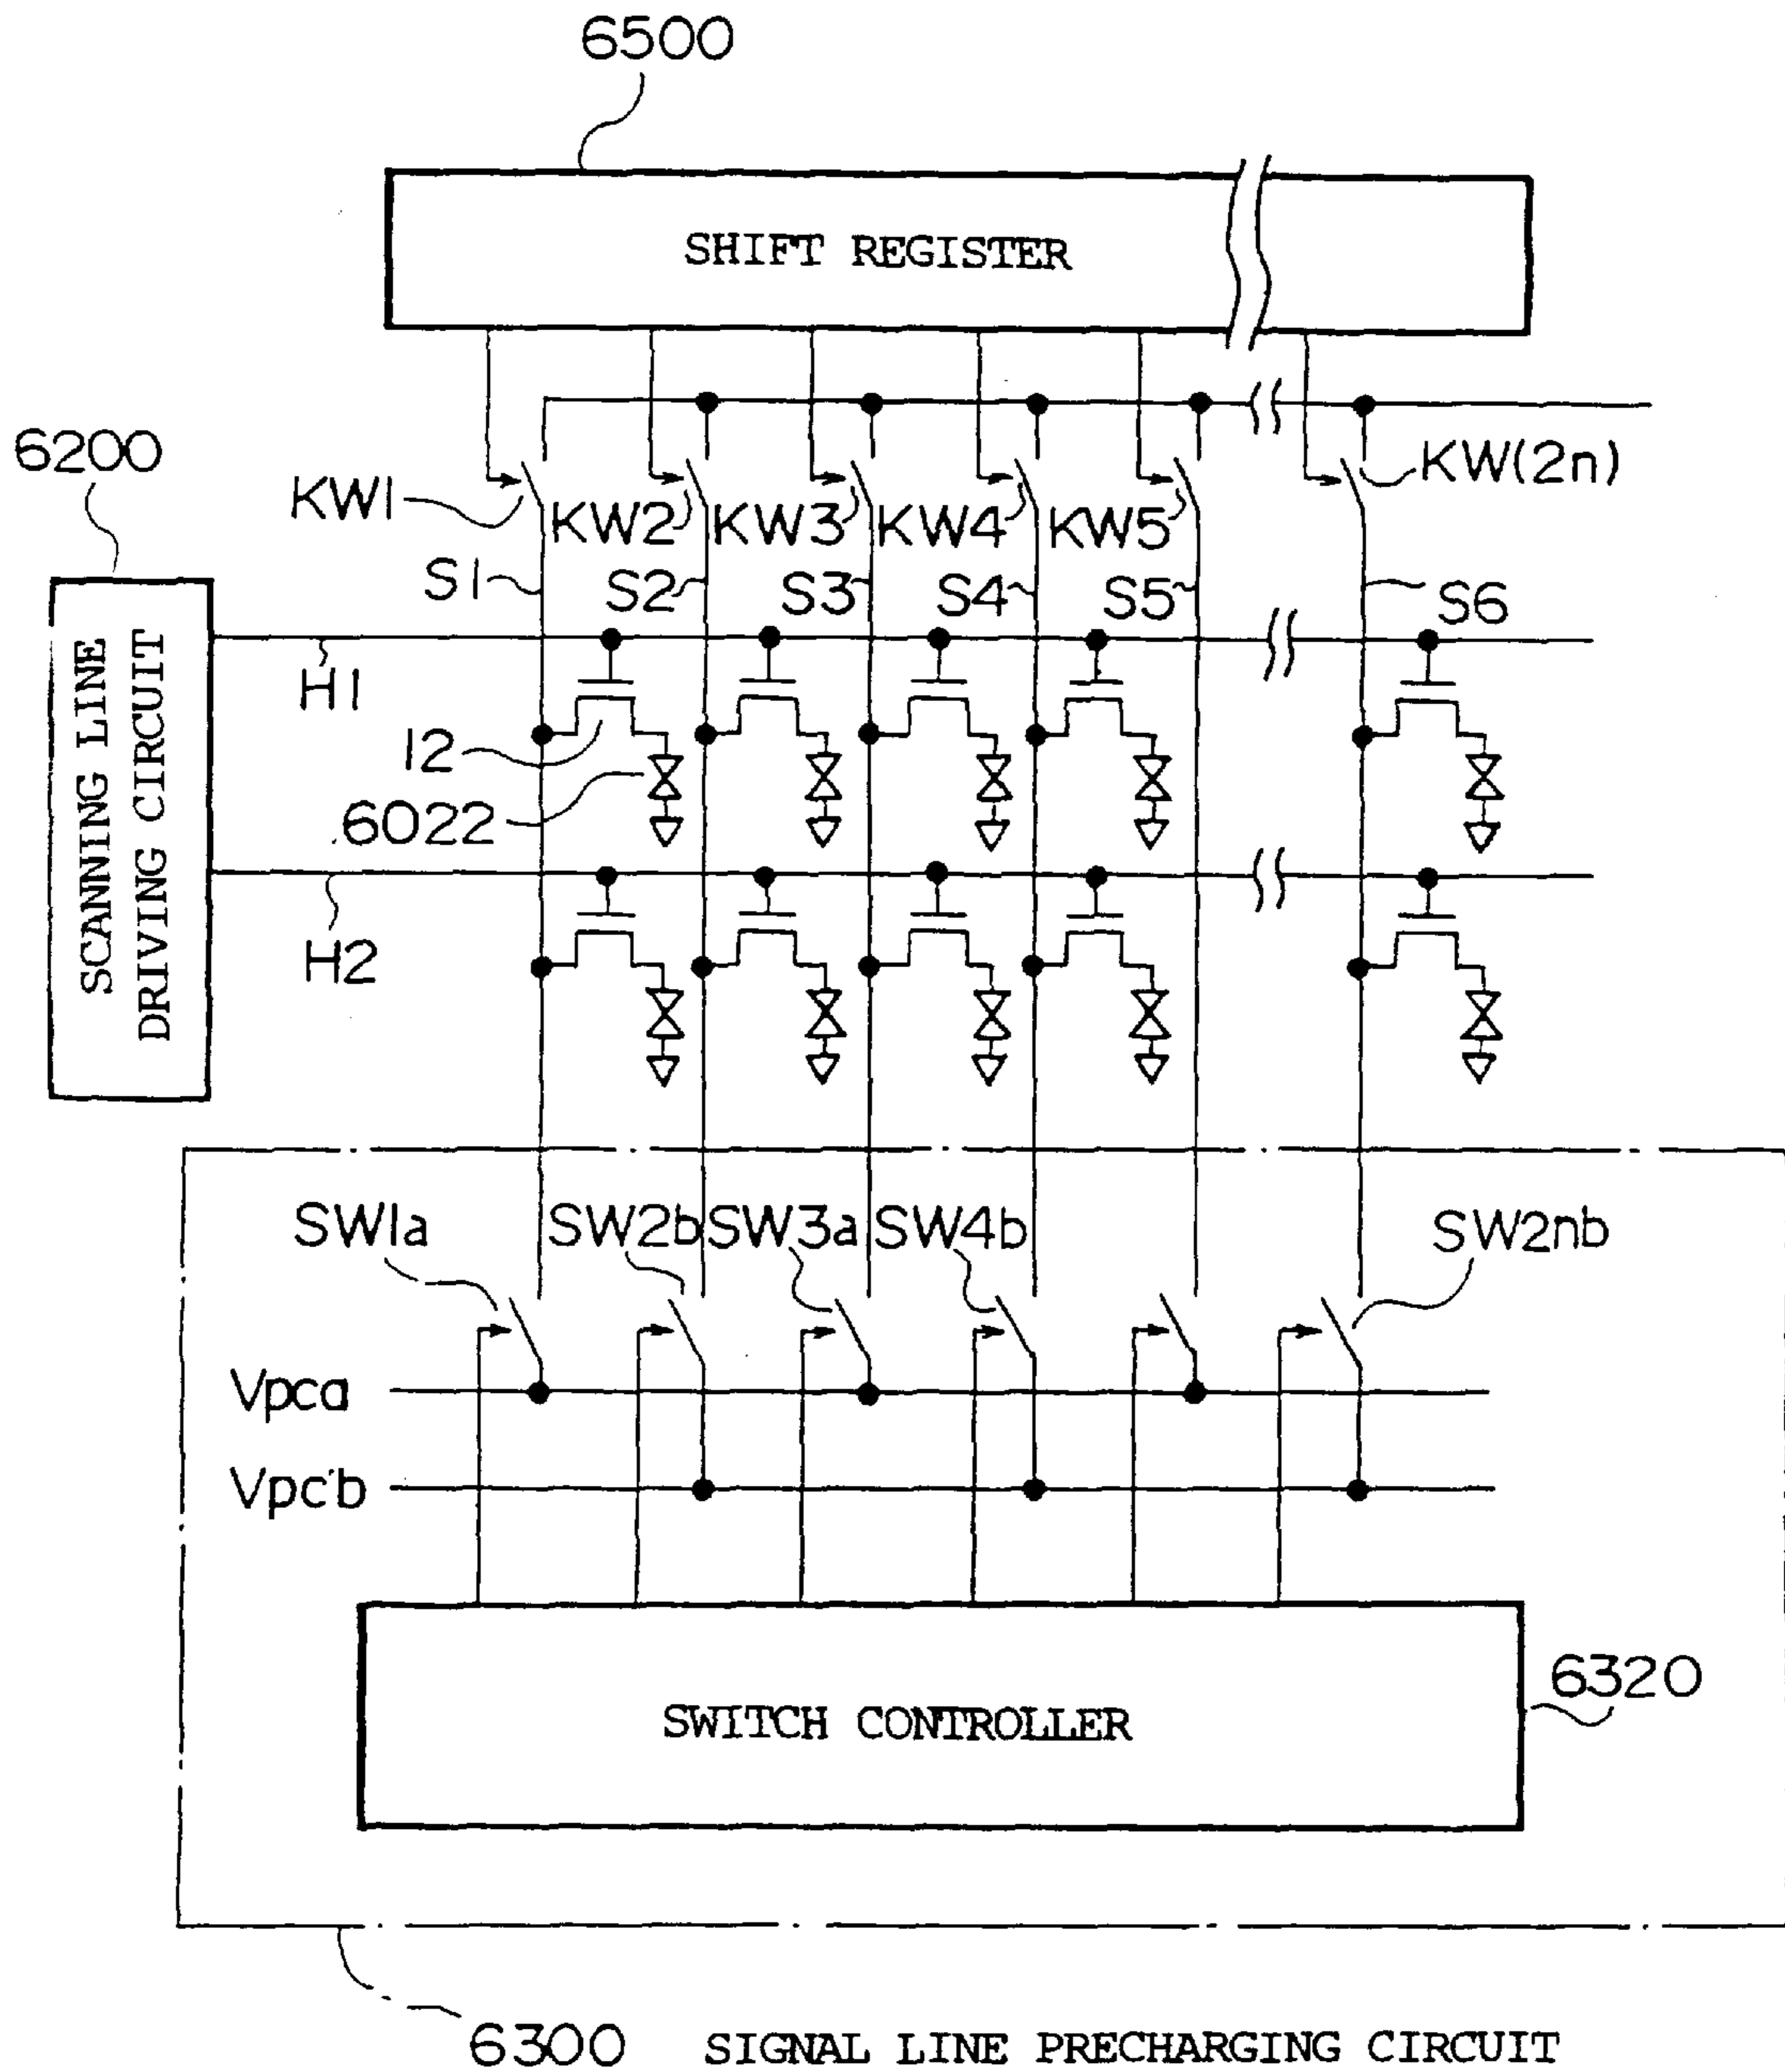 6500
SHIFT REGISTER
6200
KW1
KW2
KW3
KW4
KW5
KW(2n)
S1
S2
S3
S4
S5
S6
SCANNING LINE
DRIVING CIRCUIT
H1
12
6022
H2
SW1a
SW2b
SW3a
SW4b
SW2nb
Vpca
Vpcb
SWITCH CONTROLLER
6320
6300
SIGNAL LINE PRECHARGING CIRCUIT